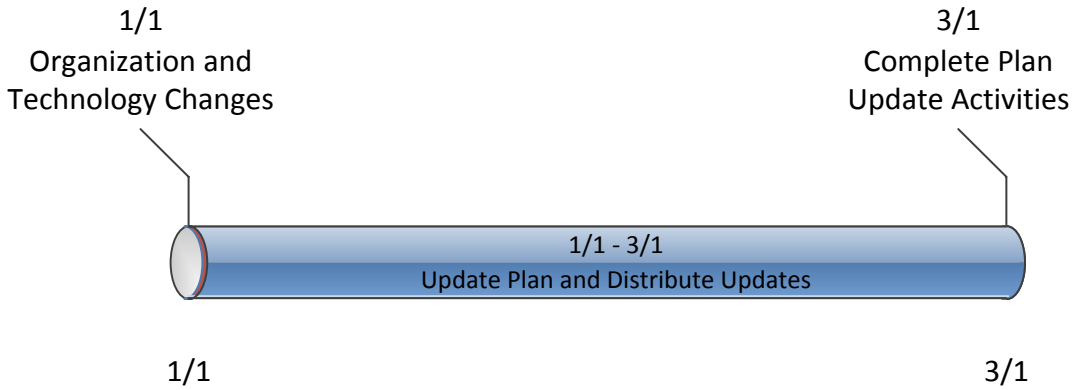 1/1
Organization and
Technology Changes
3/1
Complete Plan
Update Activities
1/1 - 3/1
Update Plan and Distribute Updates
1/1
3/1